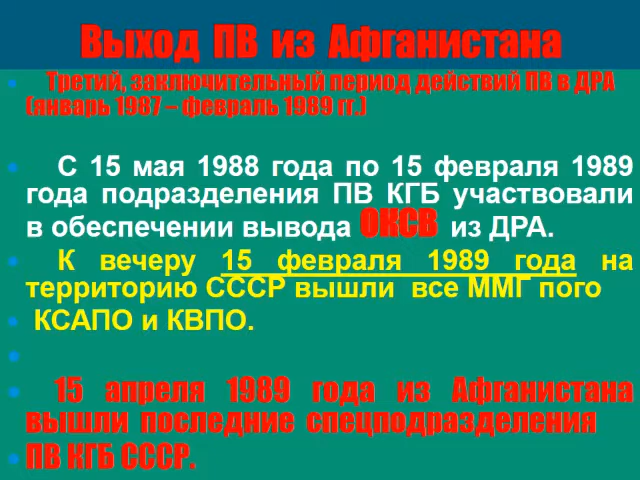 Выход ПВ из Афганистана
Третий, заключительный период действий ПВ в ДРА
(январь 1987 – февраль 1989 гг.)
С 15 мая 1988 года по 15 февраля 1989
года подразделения ПВ КГБ участвовали
в обеспечении вывода ОКСВ из ДРА.
К вечеру 15 февраля 1989 года на
территорию СССР вышли все ММГ пого
КСАПО и КВПО.
15 апреля 1989 года из Афганистана
вышли последние спецподразделения
ПВ КГБ СССР.